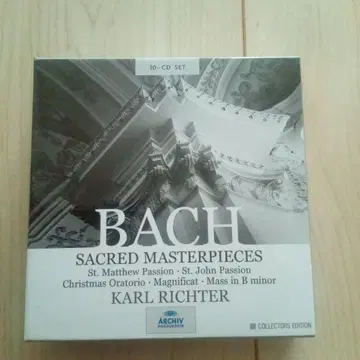 10-CD SET
BACH
SACRED MASTERPIECES
St. Matthew Passion · St. John Passion
Christmas Oratorio · Magnificat · Mass in B minor
KARL RICHTER
ARCHIV
PRODUKTION
COLLECTORS EDITION